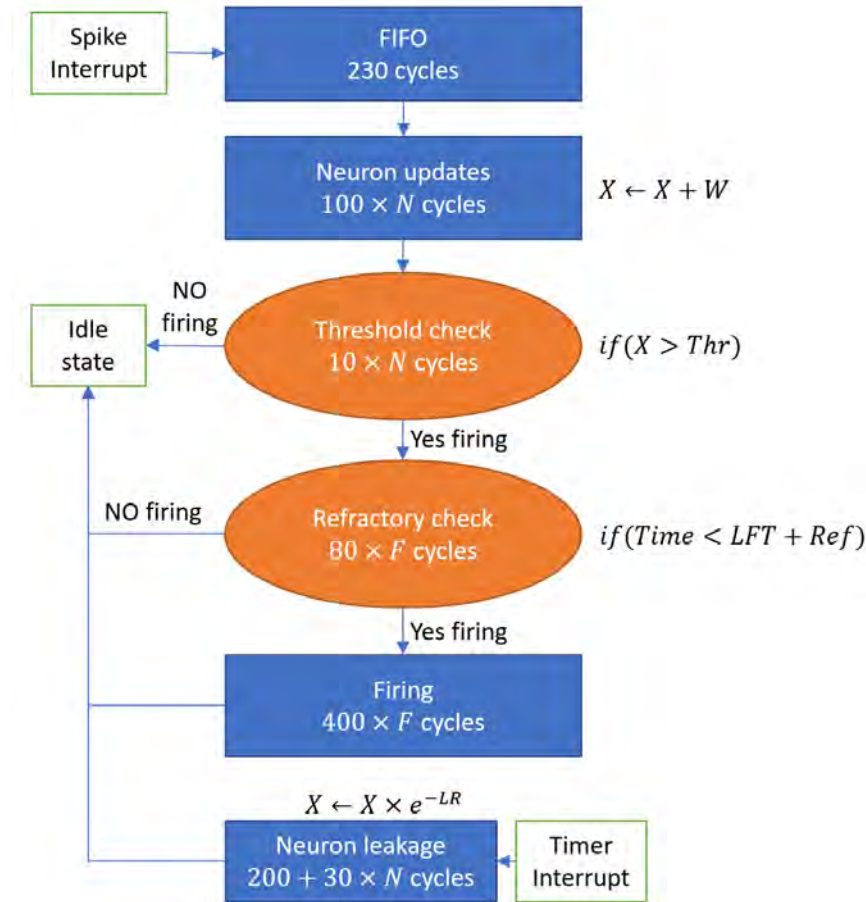 Spike
Interrupt
FIFO
230 cycles
Neuron updates
100 × N cycles
X ← X + W
NO
firing
Idle
state
Threshold check
10 × N cycles
if(X > Thr)
Yes firing
NO firing
Refractory check
80 × F cycles
if(Time < LFT + Ref)
Yes firing
Firing
400 × F cycles
X ← X × e^{-LR}
Neuron leakage
200 + 30 × N cycles
Timer
Interrupt